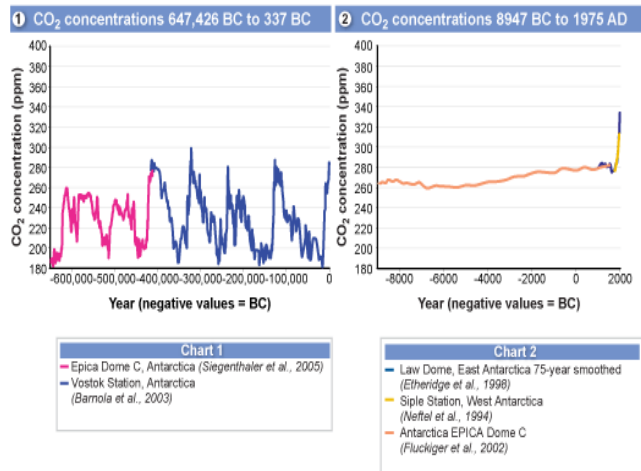 1 CO2 concentrations 647,426 BC to 337 BC
CO2 concentration (ppm)
400
380
360
340
320
300
280
260
240
220
200
180
-600,000 -500,000 -400,000 -300,000 -200,000 -100,000 0
Year (negative values = BC)
2 CO2 concentrations 8947 BC to 1975 AD
CO2 concentration (ppm)
400
380
360
340
320
300
280
260
240
220
200
180
-8000 -6000 -4000 -2000 0 2000
Year (negative values = BC)
Chart 1
Epica Dome C, Antarctica (Siegenthaler et al., 2005)
Vostok Station, Antarctica
(Barnola et al., 2003)
Chart 2
Law Dome, East Antarctica 75-year smoothed
(Etheridge et al., 1998)
Siple Station, West Antarctica
(Neftel et al., 1994)
Antarctica EPICA Dome C
(Fluckiger et al., 2002)